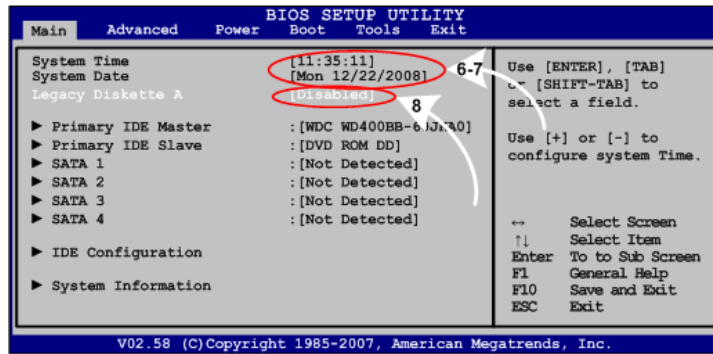 BIOS SETUP UTILITY
Main Advanced Power Boot Tools Exit
System Time [11:35:11]
System Date [Mon 12/22/2008]
Legacy Diskette A [Disabled]
6-7
8
▶ Primary IDE Master :[WDC WD400BB-60JKA0]
▶ Primary IDE Slave :[DVD ROM DD]
▶ SATA 1 :[Not Detected]
▶ SATA 2 :[Not Detected]
▶ SATA 3 :[Not Detected]
▶ SATA 4 :[Not Detected]
▶ IDE Configuration
▶ System Information
Use [ENTER], [TAB]
or [SHIFT-TAB] to
select a field.
Use [+] or [-] to
configure system Time.
↔ Select Screen
↑↓ Select Item
Enter To to Sub Screen
F1 General Help
F10 Save and Exit
ESC Exit
V02.58 (C)Copyright 1985-2007, American Megatrends, Inc.